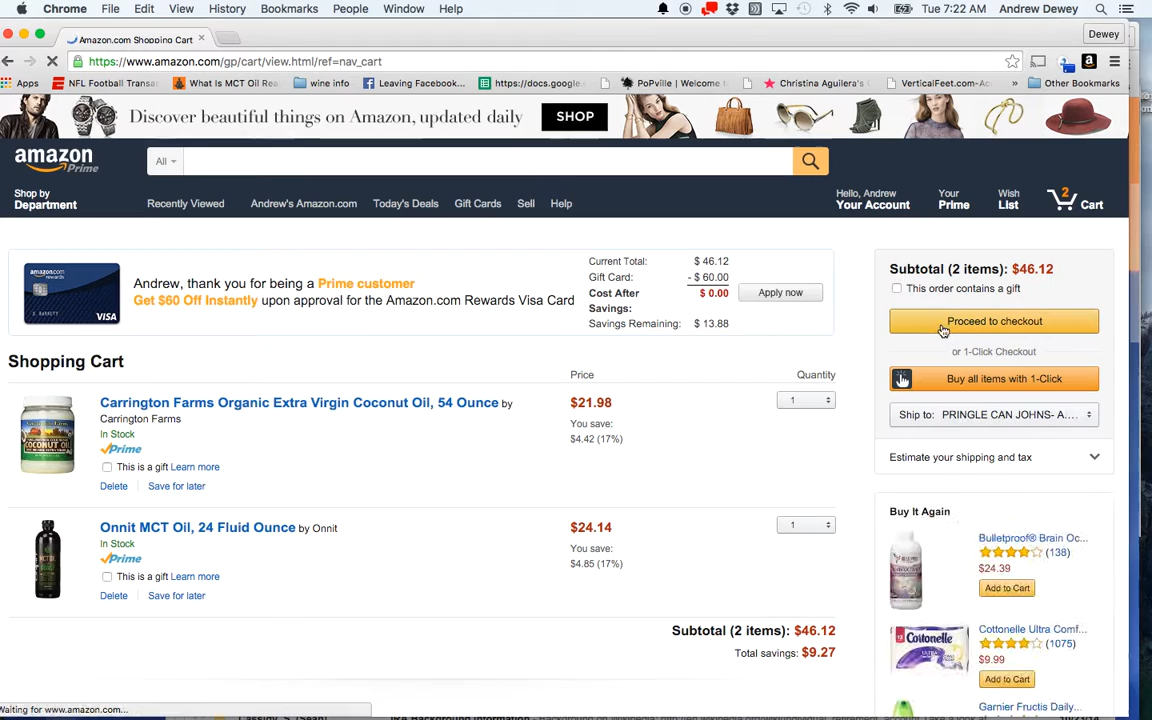 Chrome File Edit View History Bookmarks People Window Help Tue 7:22 AM Andrew Dewey
Amazon.com Shopping Cart Dewey
https://www.amazon.com/gp/cart/view.html/ref=nav_cart
Apps NFL Football Transa What Is MCT Oil Rea wine info Leaving Facebook... https://docs.google. PoPville | Welcome t Christina Aguilera's VerticalFeet.com-Ac » Other Bookmarks
Discover beautiful things on Amazon, updated daily SHOP
amazon Prime All
Shop by Department Recently Viewed Andrew's Amazon.com Today's Deals Gift Cards Sell Help Hello, Andrew Your Account Your Prime Wish List 2 Cart
amazon.com rewards VISA
Andrew, thank you for being a Prime customer
Get $60 Off Instantly upon approval for the Amazon.com Rewards Visa Card
Current Total: $ 46.12
Gift Card: - $ 60.00
Cost After Savings: $ 0.00
Savings Remaining: $ 13.88
Apply now
Subtotal (2 items): $46.12
This order contains a gift
Proceed to checkout
or 1-Click Checkout
Buy all items with 1-Click
Ship to: PRINGLE CAN JOHNS- A....
Estimate your shipping and tax
Shopping Cart
Price Quantity
Carrington Farms Organic Extra Virgin Coconut Oil, 54 Ounce by
Carrington Farms
In Stock
Prime
This is a gift Learn more
Delete Save for later
$21.98
You save:
$4.42 (17%)
1
Onnit MCT Oil, 24 Fluid Ounce by Onnit
In Stock
Prime
This is a gift Learn more
Delete Save for later
$24.14
You save:
$4.85 (17%)
1
Subtotal (2 items): $46.12
Total savings: $9.27
Buy It Again
Bulletproof® Brain Oc...
(138)
$24.39
Add to Cart
Cottonelle Ultra Comf...
(1075)
$9.99
Add to Cart
Garnier Fructis Daily...
Waiting for www.amazon.com...